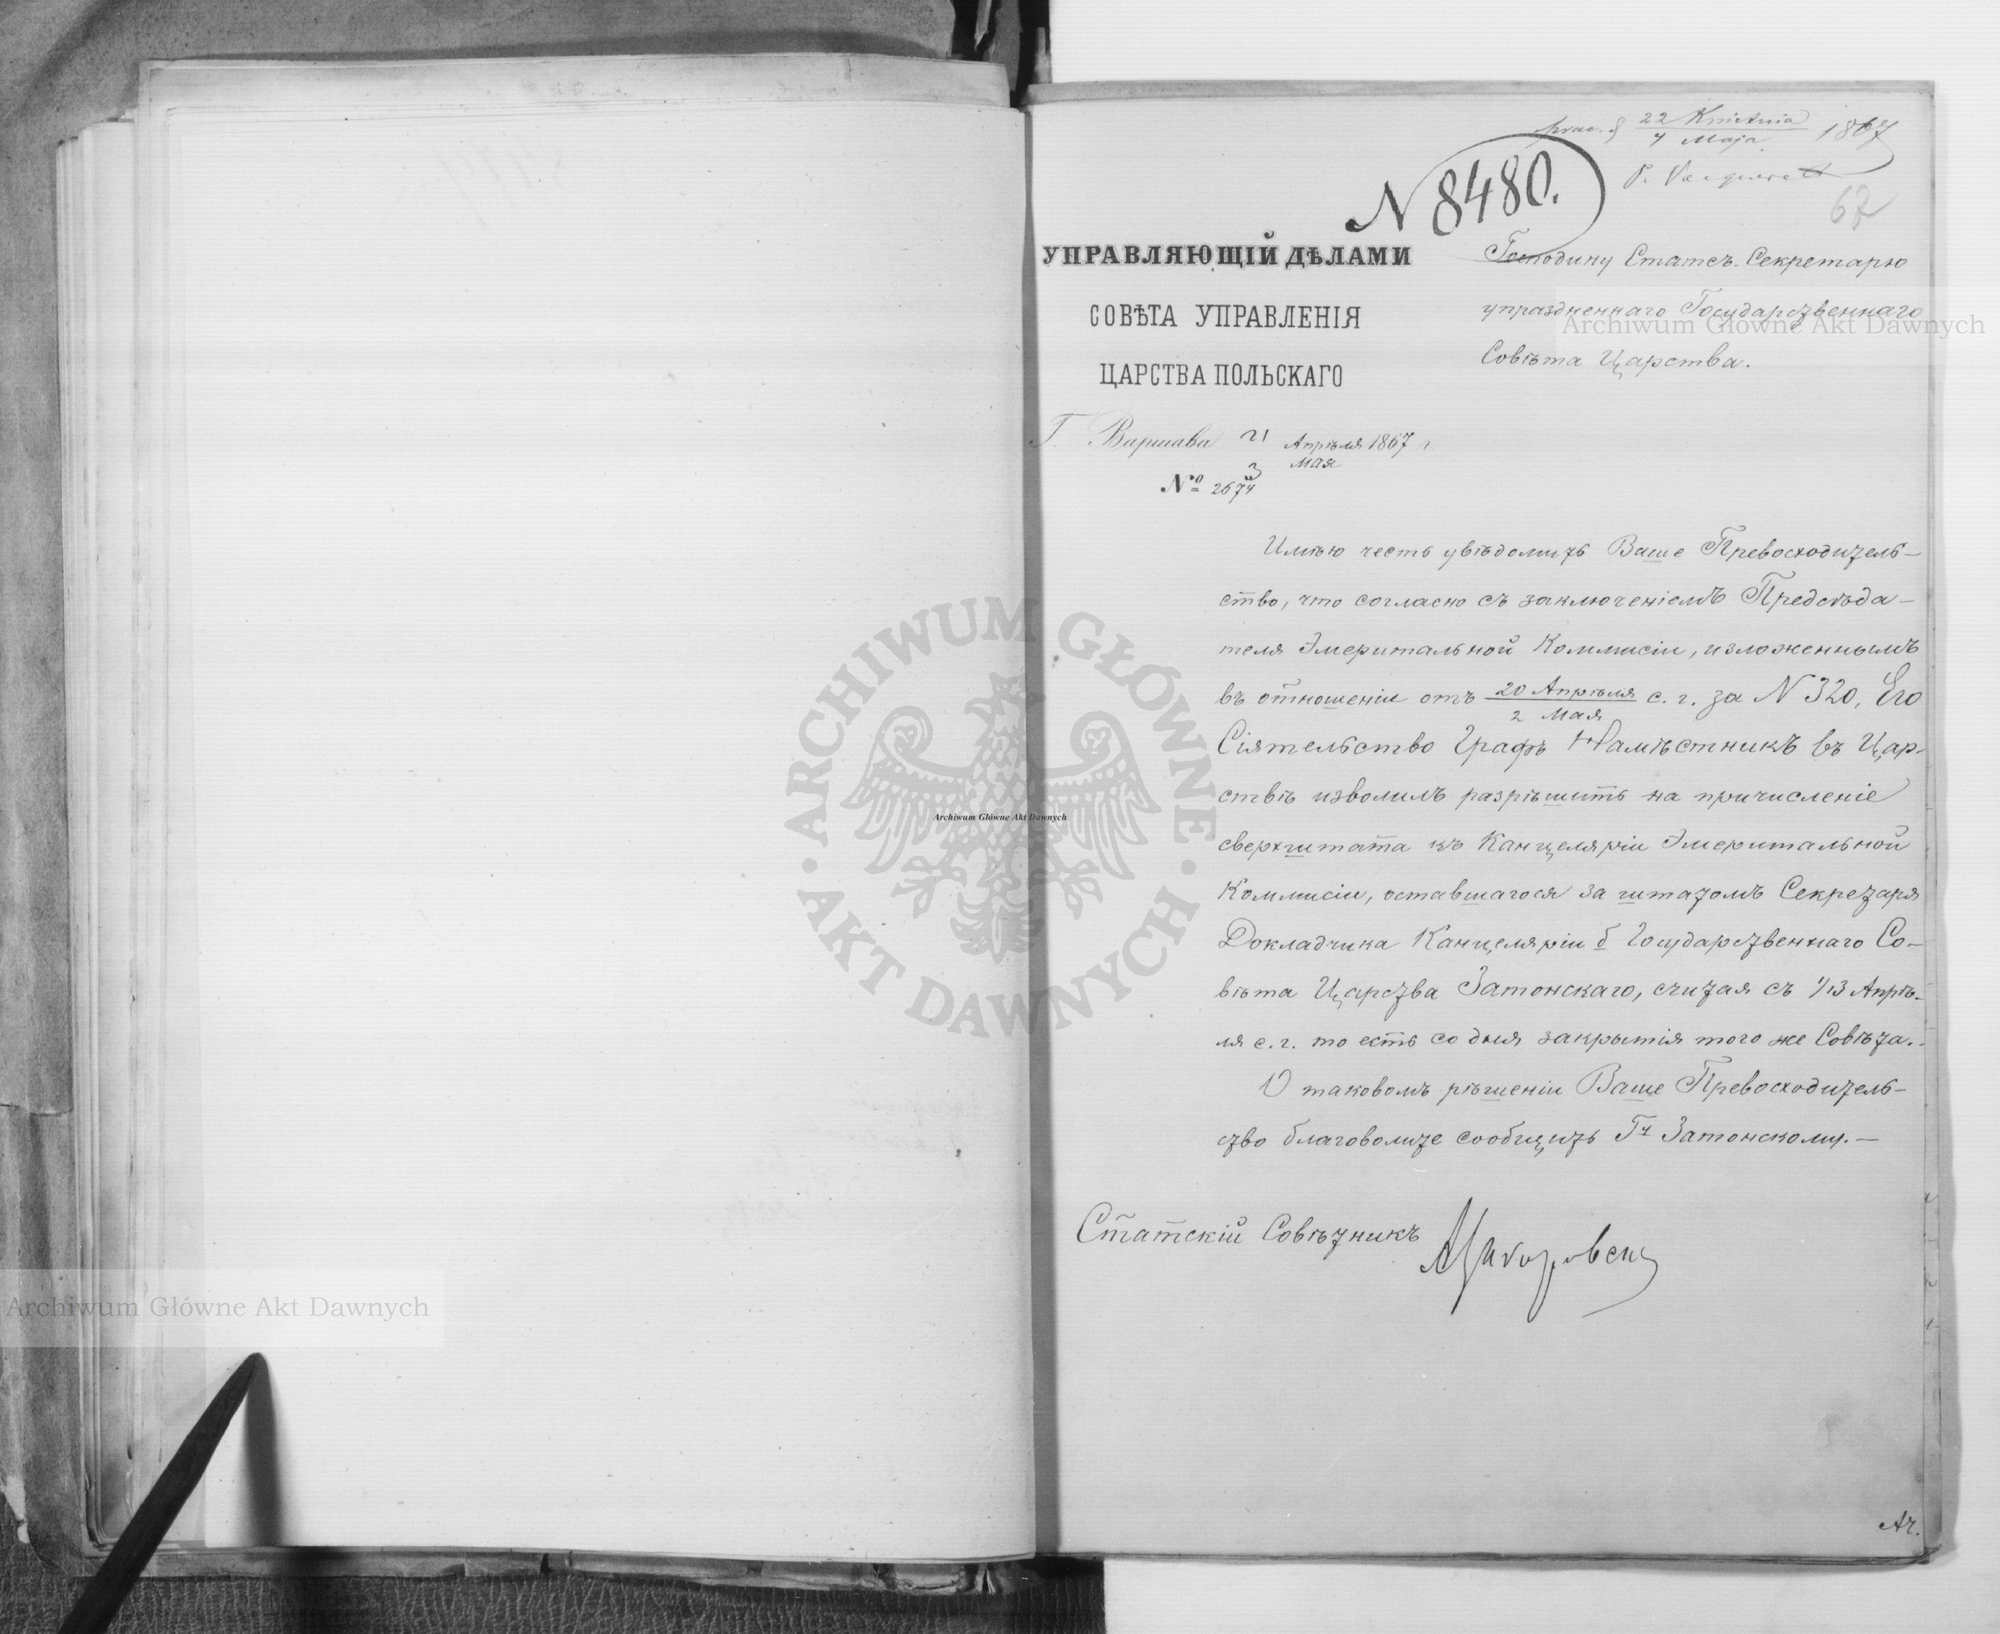 22 Kwietnia 1867
4 Maja
N 8480.
62
УПРАВЛЯЮЩІЙ ДѢЛАМИ
СОВѢТА УПРАВЛЕНІЯ
ЦАРСТВА ПОЛЬСКАГО
Г. Варшава 21 Апрѣля 1867 г.
3 Мая
№ 2674
Господину Статсъ-Секретарю
упраздненнаго Государственнаго
Совѣта Царства.
Имѣю честь увѣдомить Ваше Превосходитель-
ство, что согласно съ заключеніемъ Предсѣда-
теля Эмеритальной Коммисіи, изложеннымъ
въ отношеніи отъ 20 Апрѣля / 2 Мая с. г. за N 320, Его
Сіятельство Графъ Намѣстникъ въ Цар-
ствѣ изволилъ разрѣшить на причисленіе
сверхштата къ Канцеляріи Эмеритальной
Коммисіи, оставшагося за штатомъ Секретаря
Докладчика Канцеляріи б Государственнаго Со-
вѣта Царства Затонскаго, считая съ 1/13 Апрѣ-
ля с. г. то есть со дня закрытія того же Совѣта.
О таковомъ рѣшеніи Ваше Превосходитель-
ство благоволите сообщить Гу Затонскому.—
Статскій Совѣтникъ
Archiwum Główne Akt Dawnych
Archiwum Główne Akt Dawnych
Archiwum Główne Akt Dawnych
· ARCHIWUM GŁÓWNE · AKT DAWNYCH